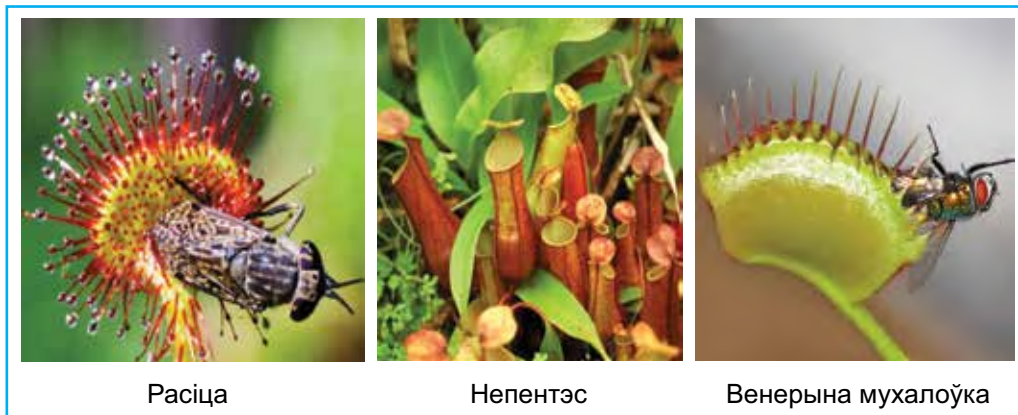 Расіца
Непентэс
Венерына мухалоўка